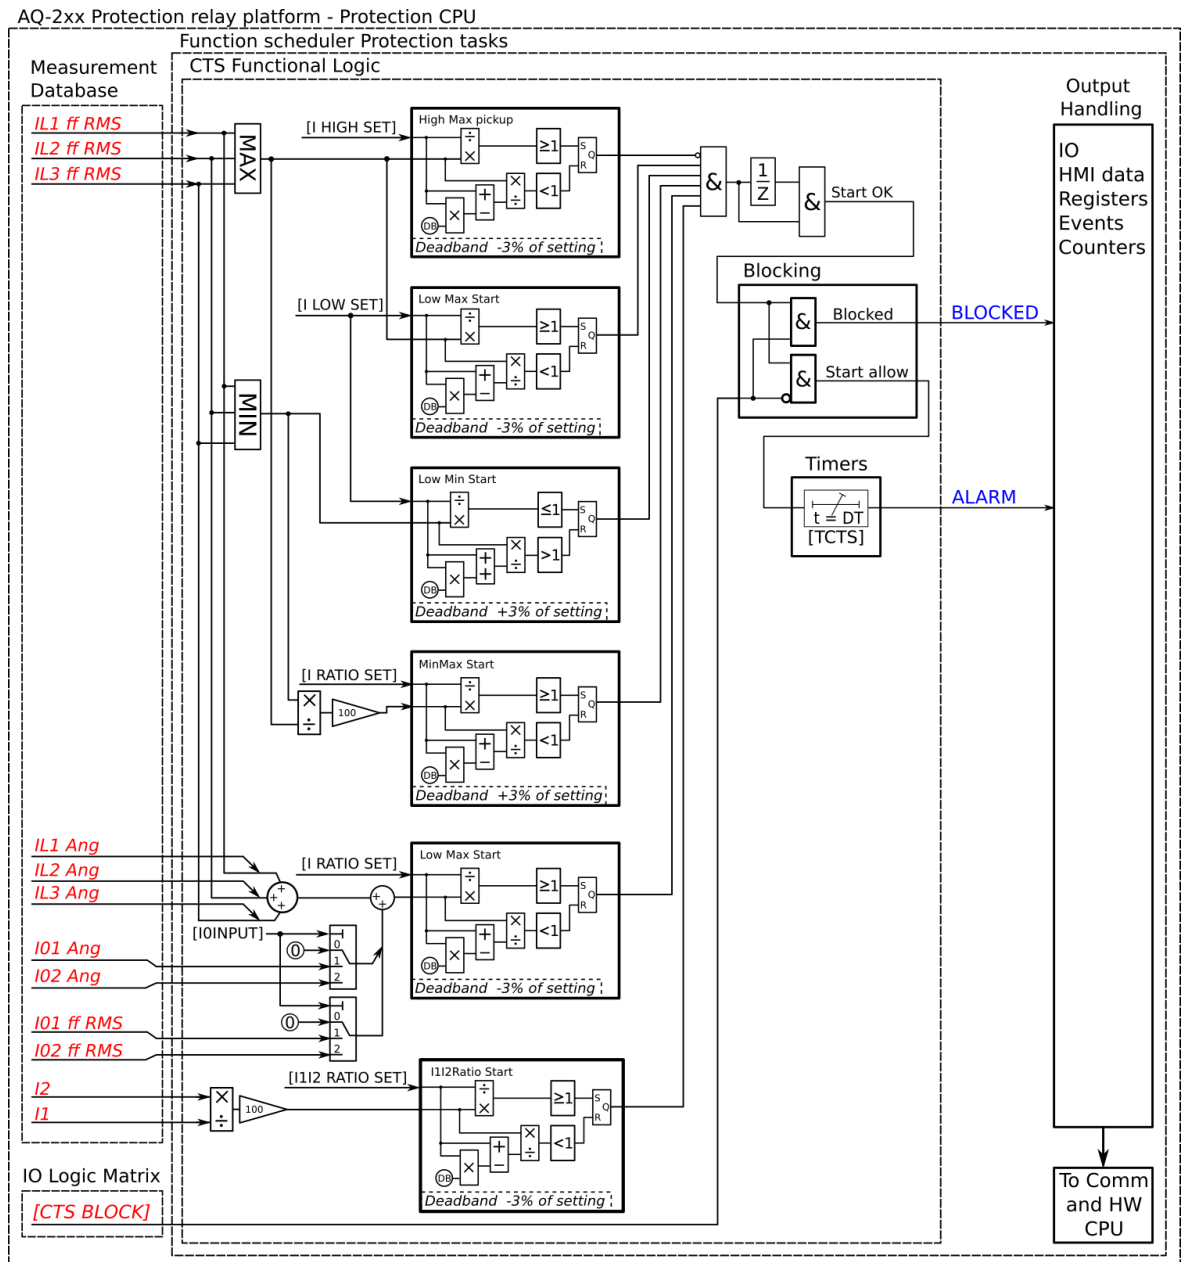 AQ-2xx Protection relay platform - Protection CPU
Function scheduler Protection tasks
CTS Functional Logic
Measurement
Database
IL1 ff RMS
IL2 ff RMS
IL3 ff RMS
MAX
[I HIGH SET]
High Max pickup
÷
×
≥1
S
Q
R
<1
×
÷
+
−
×
DB
Deadband -3% of setting
&
1
Z
&
Start OK
Output
Handling
IO
HMI data
Registers
Events
Counters
[I LOW SET]
Low Max Start
÷
×
≥1
S
Q
R
<1
×
÷
+
−
×
DB
Deadband -3% of setting
Blocking
&
Blocked
BLOCKED
&
Start allow
MIN
Timers
t = DT
[TCTS]
ALARM
Low Min Start
÷
×
≤1
S
Q
R
>1
×
÷
+
+
×
DB
Deadband +3% of setting
[I RATIO SET]
×
÷
100
MinMax Start
÷
×
≥1
S
Q
R
<1
×
÷
+
−
×
DB
Deadband +3% of setting
IL1 Ang
IL2 Ang
IL3 Ang
+
+
+
[I RATIO SET]
+
+
Low Max Start
÷
×
≥1
S
Q
R
<1
×
÷
+
−
×
DB
Deadband -3% of setting
[I0INPUT]
I01 Ang
I02 Ang
0
0
1
2
I01 ff RMS
I02 ff RMS
0
0
1
2
I2
I1
×
÷
100
[I1I2 RATIO SET]
I1I2Ratio Start
÷
×
≥1
S
Q
R
<1
×
÷
+
−
×
DB
Deadband -3% of setting
IO Logic Matrix
[CTS BLOCK]
To Comm
and HW
CPU